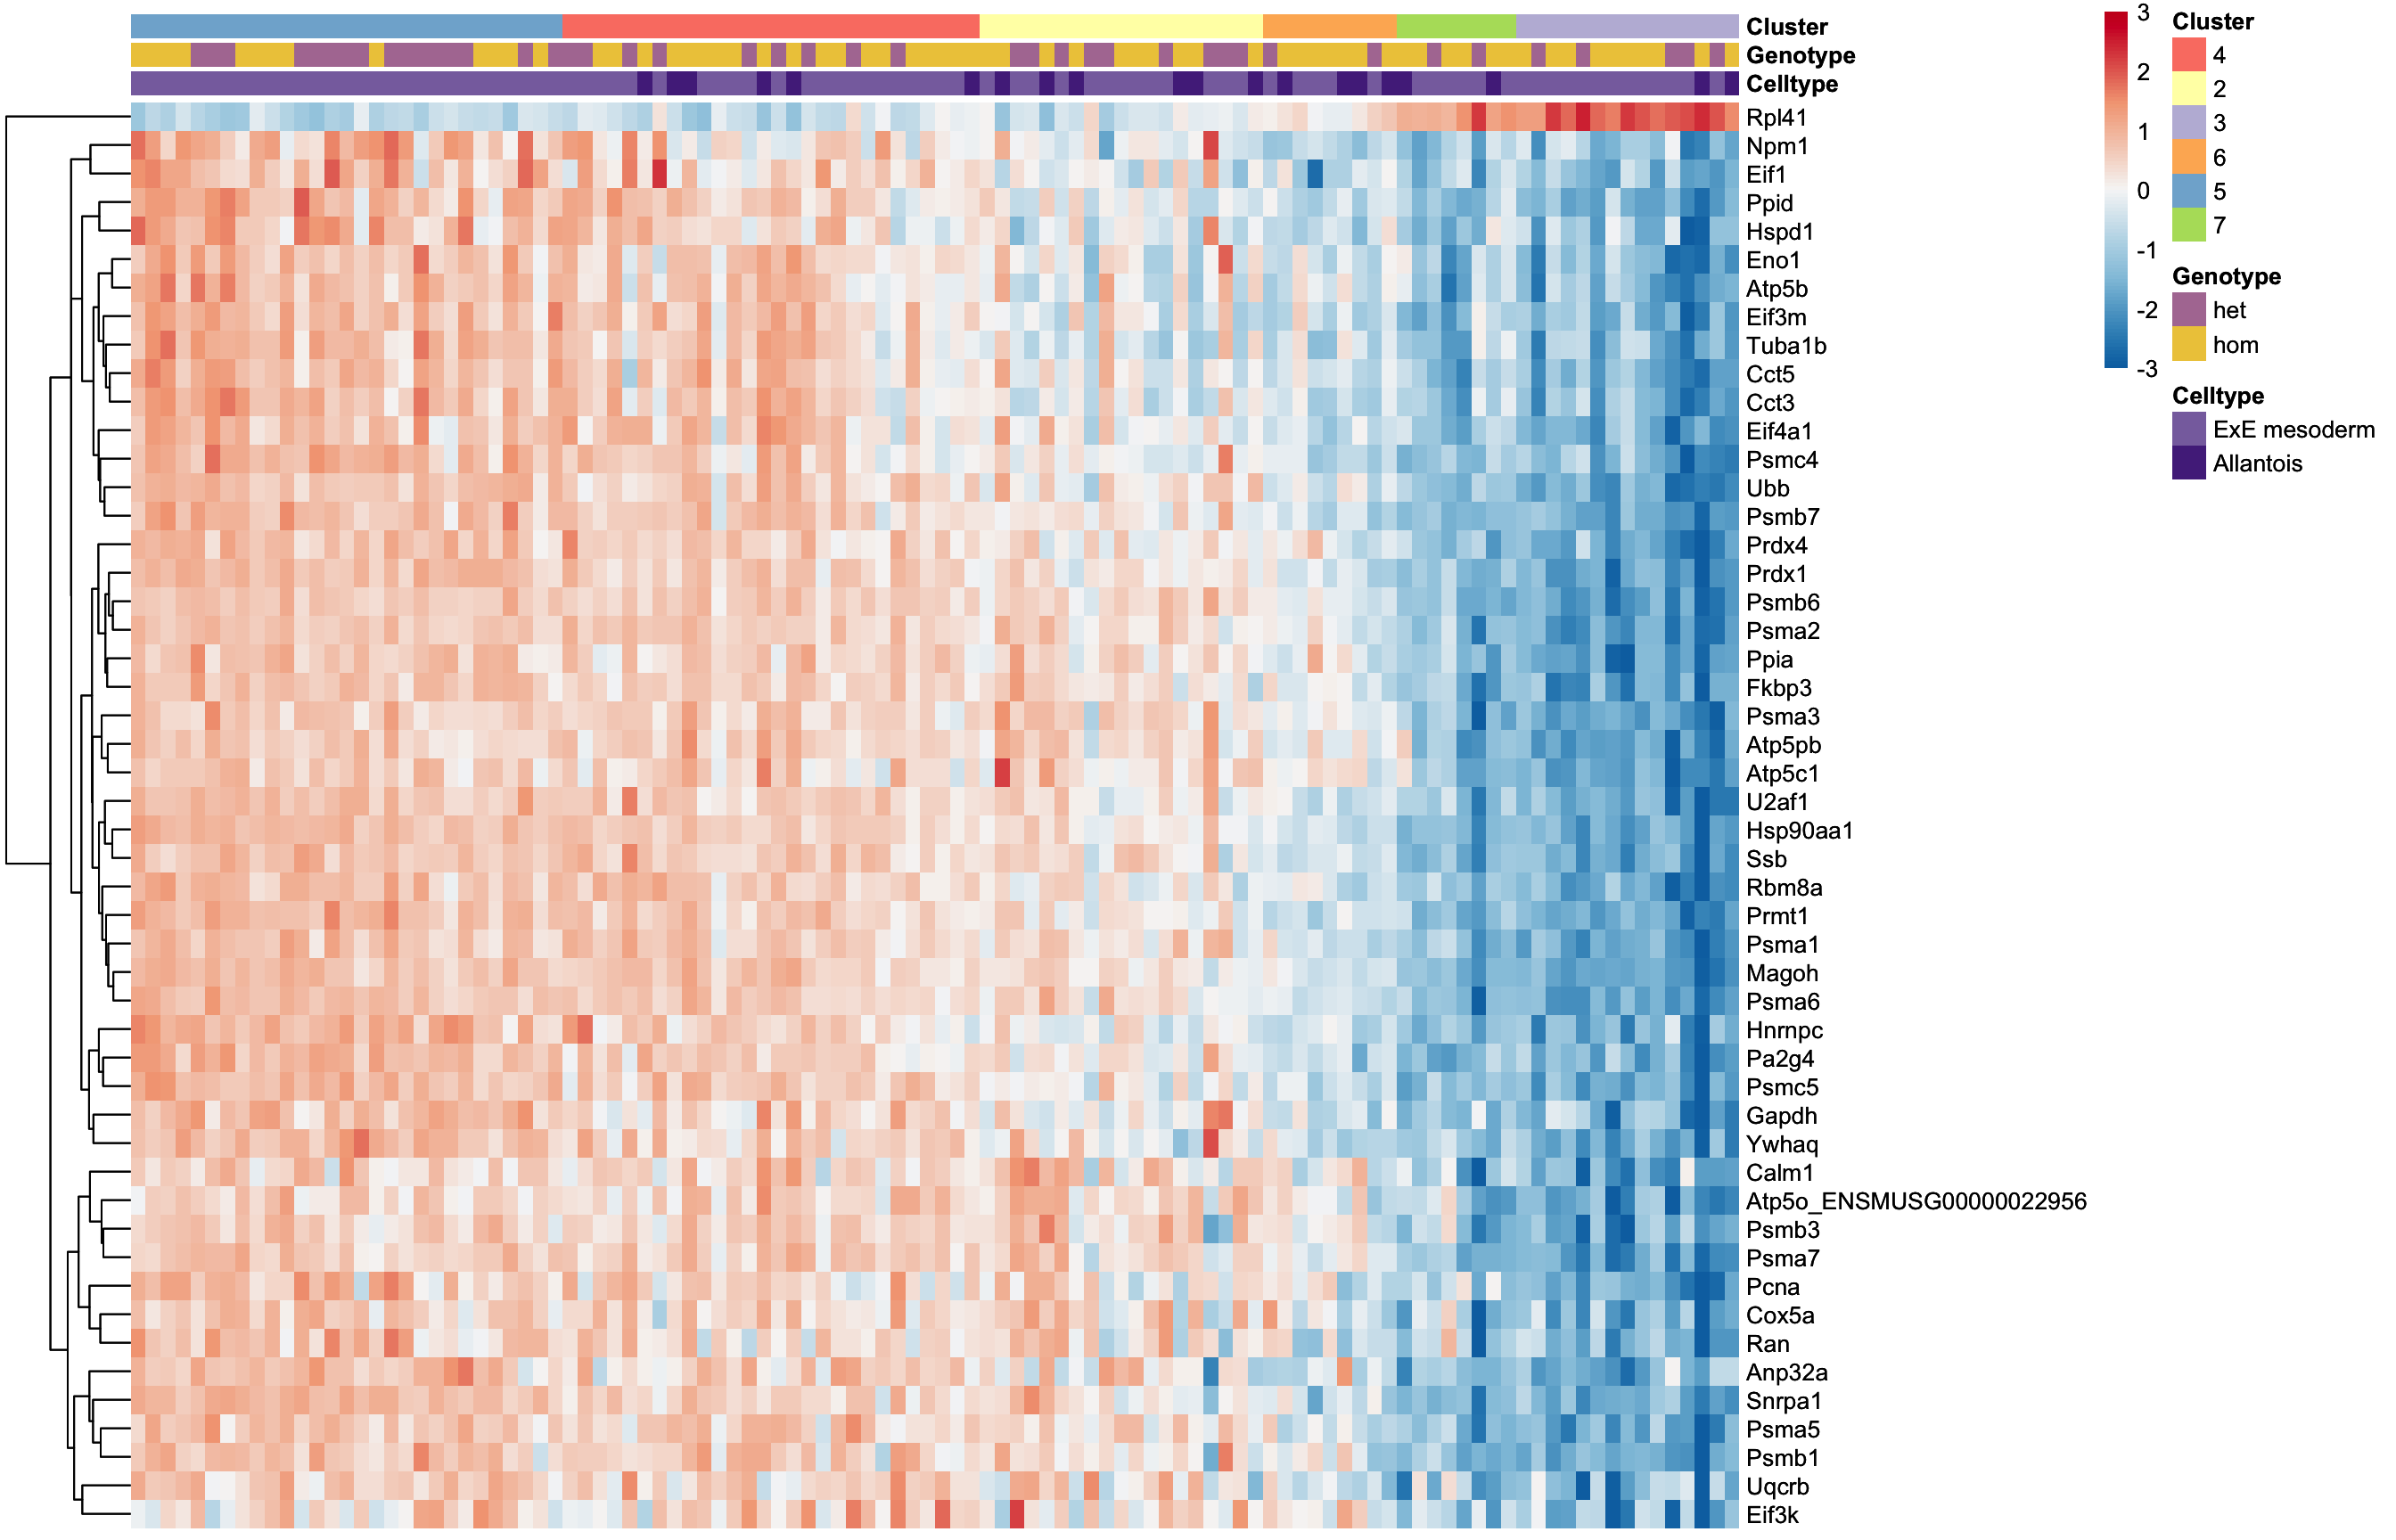 Cluster
Genotype
Celltype
Rpl41
Npm1
Eif1
Ppid
Hspd1
Eno1
Atp5b
Eif3m
Tuba1b
Cct5
Cct3
Eif4a1
Psmc4
Ubb
Psmb7
Prdx4
Prdx1
Psmb6
Psma2
Ppia
Fkbp3
Psma3
Atp5pb
Atp5c1
U2af1
Hsp90aa1
Ssb
Rbm8a
Prmt1
Psma1
Magoh
Psma6
Hnrnpc
Pa2g4
Psmc5
Gapdh
Ywhaq
Calm1
Atp5o_ENSMUSG00000022956
Psmb3
Psma7
Pcna
Cox5a
Ran
Anp32a
Snrpa1
Psma5
Psmb1
Uqcrb
Eif3k
3
2
1
0
-1
-2
-3
Cluster
4
2
3
6
5
7
Genotype
het
hom
Celltype
ExE mesoderm
Allantois